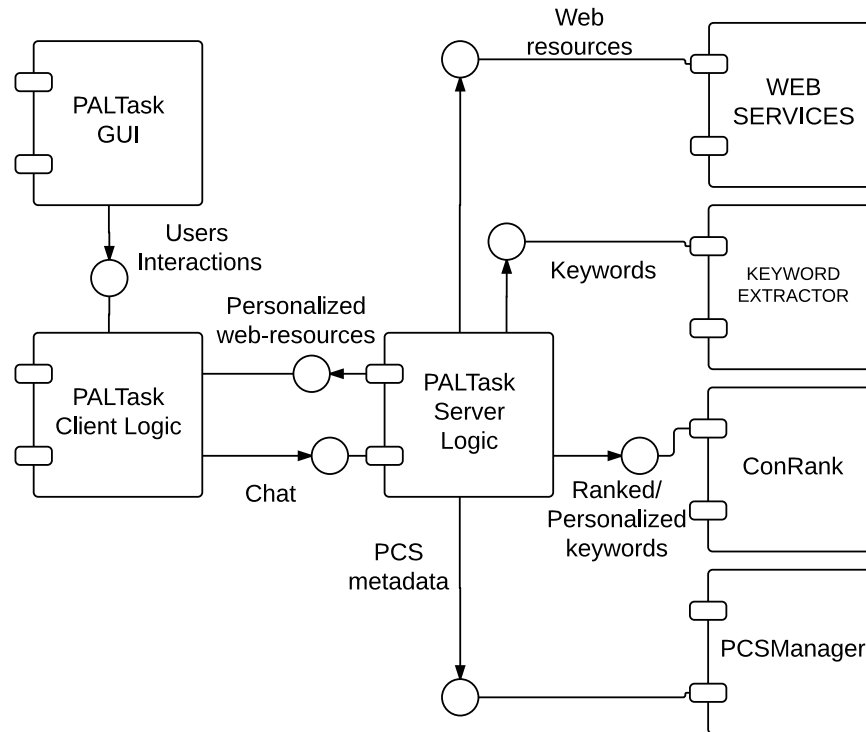 Web
resources
PALTask
GUI
WEB
SERVICES
Users
Interactions
Keywords
KEYWORD
EXTRACTOR
Personalized
web-resources
PALTask
Client Logic
PALTask
Server
Logic
ConRank
Chat
Ranked/
Personalized
keywords
PCS
metadata
PCSManager